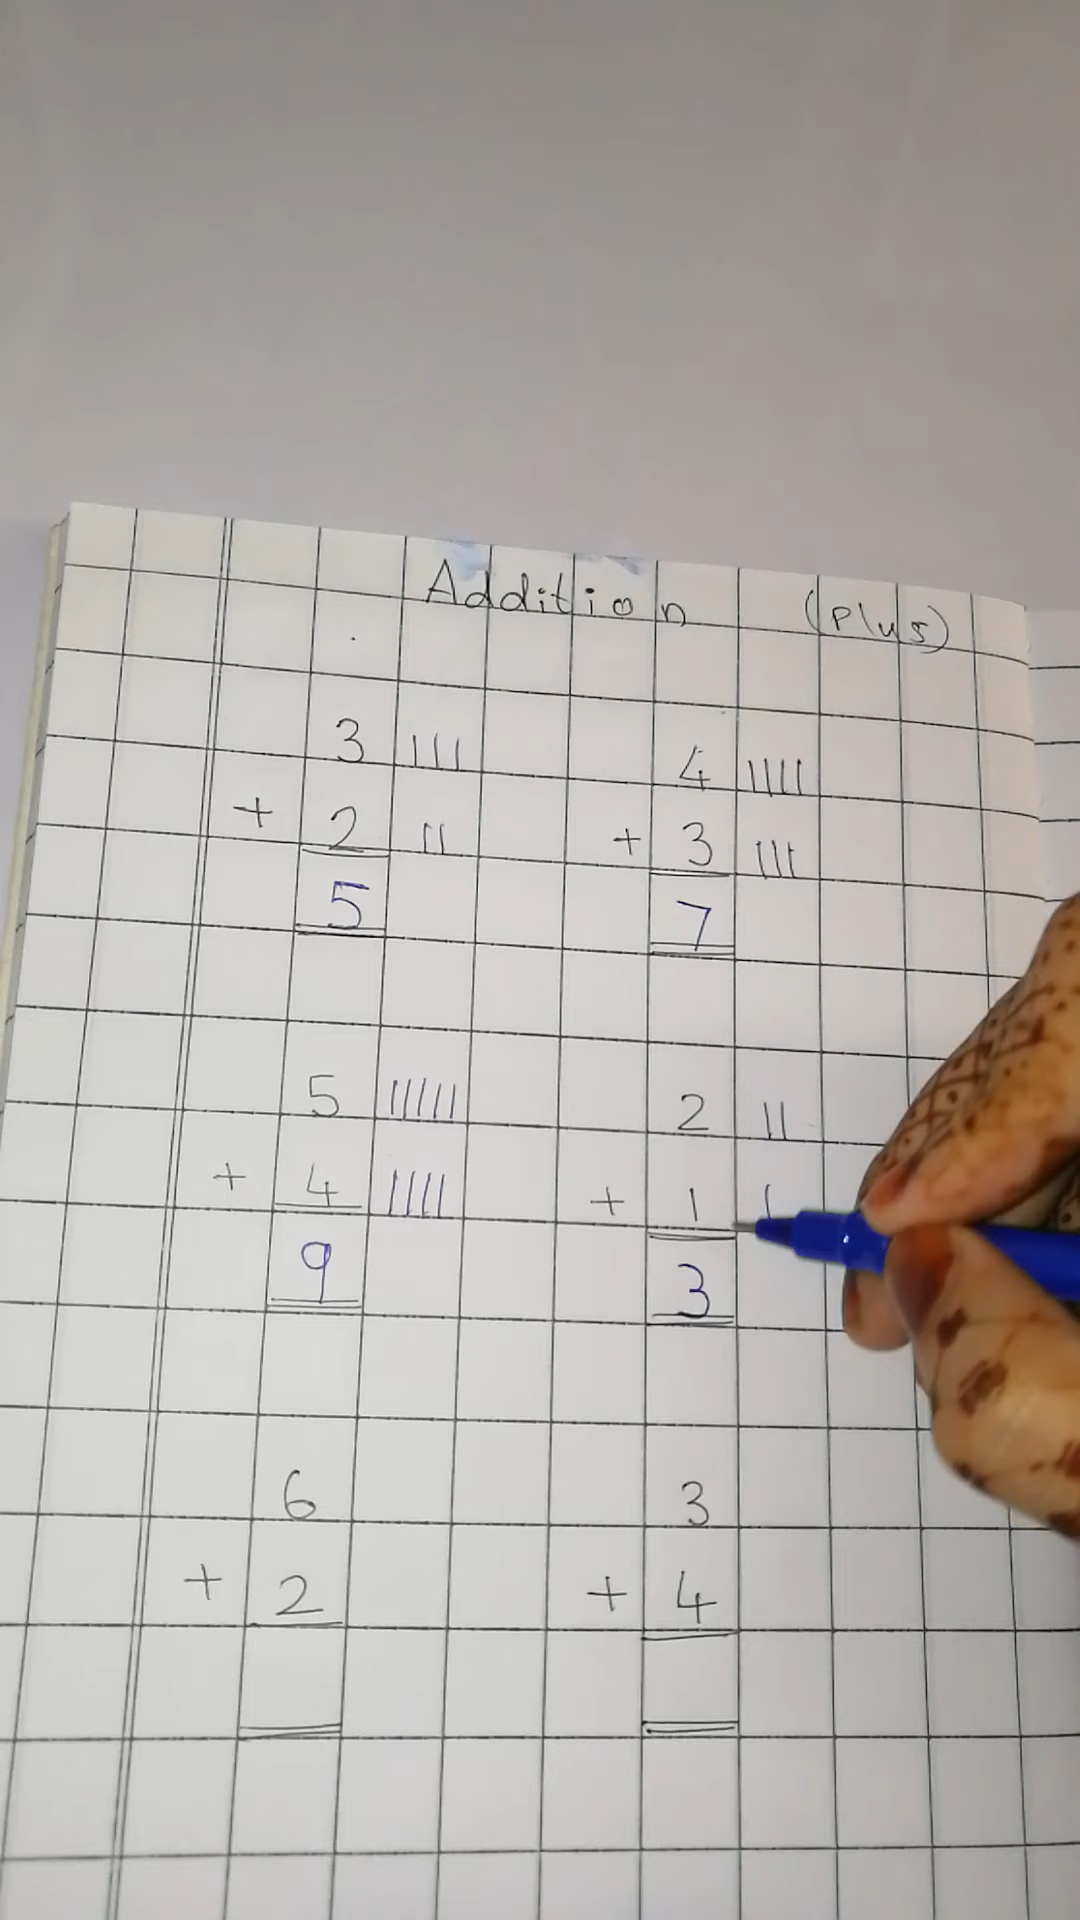 Addition (Plus)
3 ||| 4 ||||
+ 2 || + 3 |||
5 7
5 ||||| 2 ||
+ 4 |||| + 1 |
9 3
6 3
+ 2 + 4